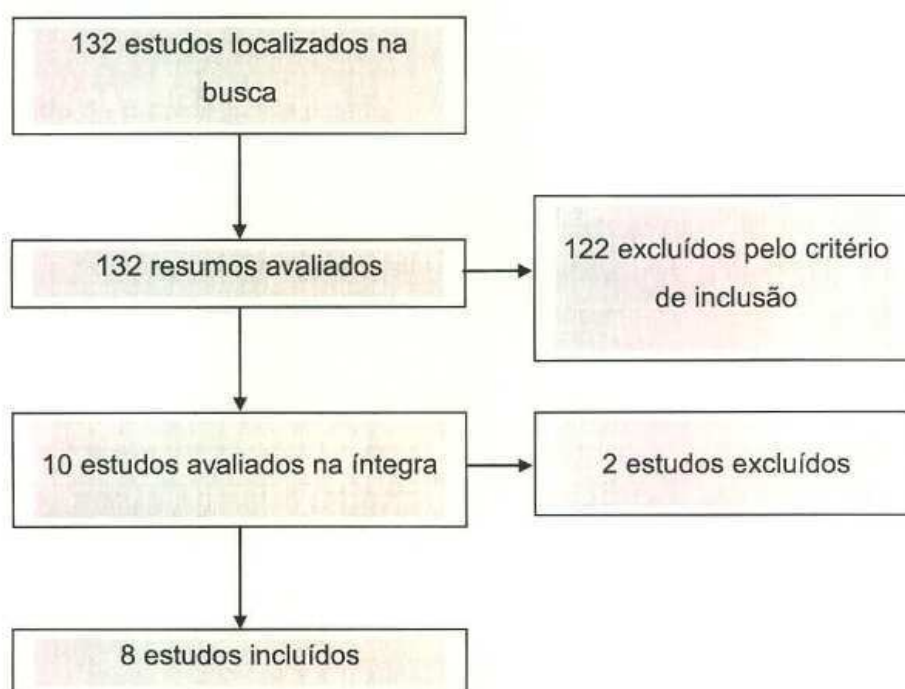 132 estudos localizados na
busca
132 resumos avaliados
122 excluídos pelo critério
de inclusão
10 estudos avaliados na íntegra
2 estudos excluídos
8 estudos incluídos